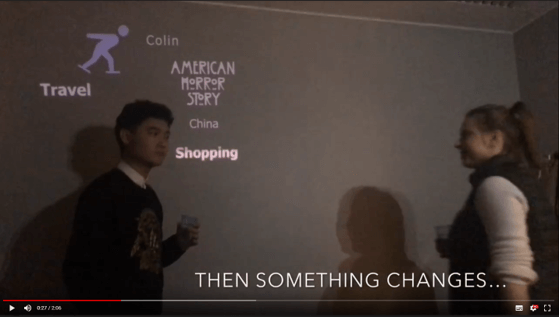 Colin
AMERICAN
HORROR
STORY
Travel
China
Shopping
THEN SOMETHING CHANGES...
0:27 / 2:06